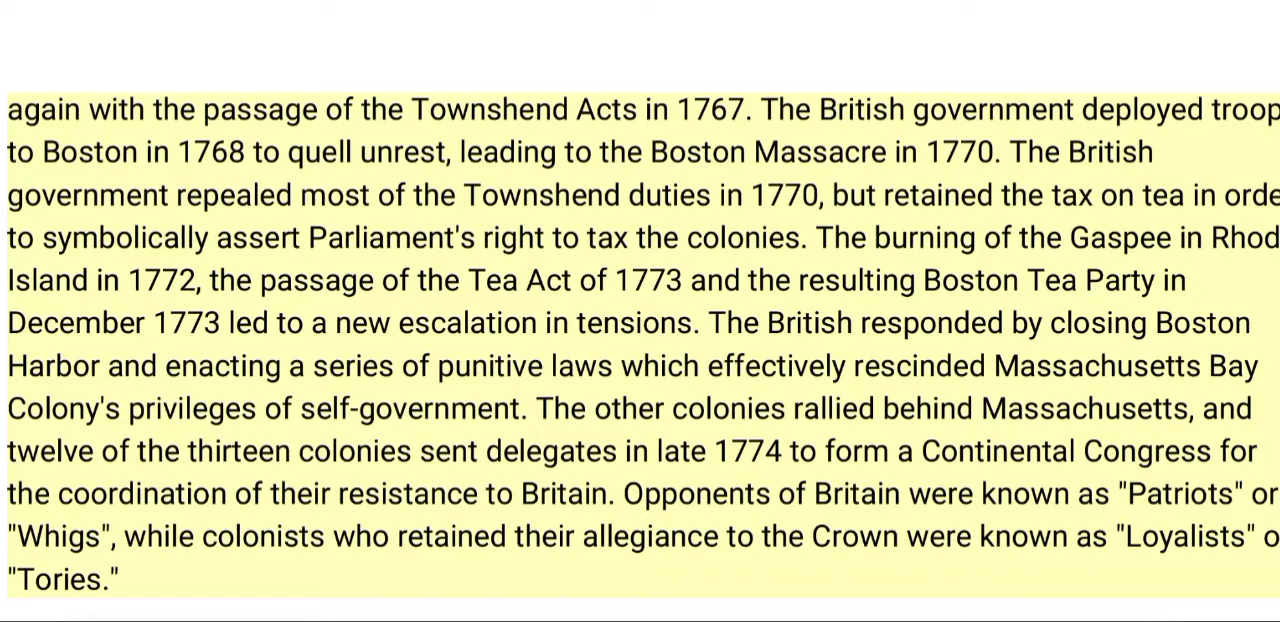 again with the passage of the Townshend Acts in 1767. The British government deployed troop
to Boston in 1768 to quell unrest, leading to the Boston Massacre in 1770. The British
government repealed most of the Townshend duties in 1770, but retained the tax on tea in orde
to symbolically assert Parliament's right to tax the colonies. The burning of the Gaspee in Rhod
Island in 1772, the passage of the Tea Act of 1773 and the resulting Boston Tea Party in
December 1773 led to a new escalation in tensions. The British responded by closing Boston
Harbor and enacting a series of punitive laws which effectively rescinded Massachusetts Bay
Colony's privileges of self-government. The other colonies rallied behind Massachusetts, and
twelve of the thirteen colonies sent delegates in late 1774 to form a Continental Congress for
the coordination of their resistance to Britain. Opponents of Britain were known as "Patriots" or
"Whigs", while colonists who retained their allegiance to the Crown were known as "Loyalists" o
"Tories."